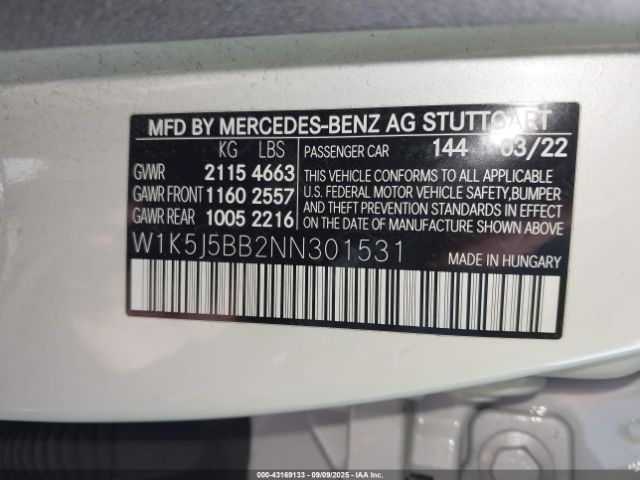 MFD BY MERCEDES-BENZ AG STUTTGART
KG LBS
GVWR 2115 4663
GAWR FRONT 1160 2557
GAWR REAR 1005 2216
PASSENGER CAR 144 03/22
THIS VEHICLE CONFORMS TO ALL APPLICABLE
U.S. FEDERAL MOTOR VEHICLE SAFETY,BUMPER
AND THEFT PREVENTION STANDARDS IN EFFECT
ON THE DATE OF MANUFACTURE SHOWN ABOVE
W1K5J5BB2NN301531
MADE IN HUNGARY
000-43169133 - 09/09/2025 - IAAI.COM